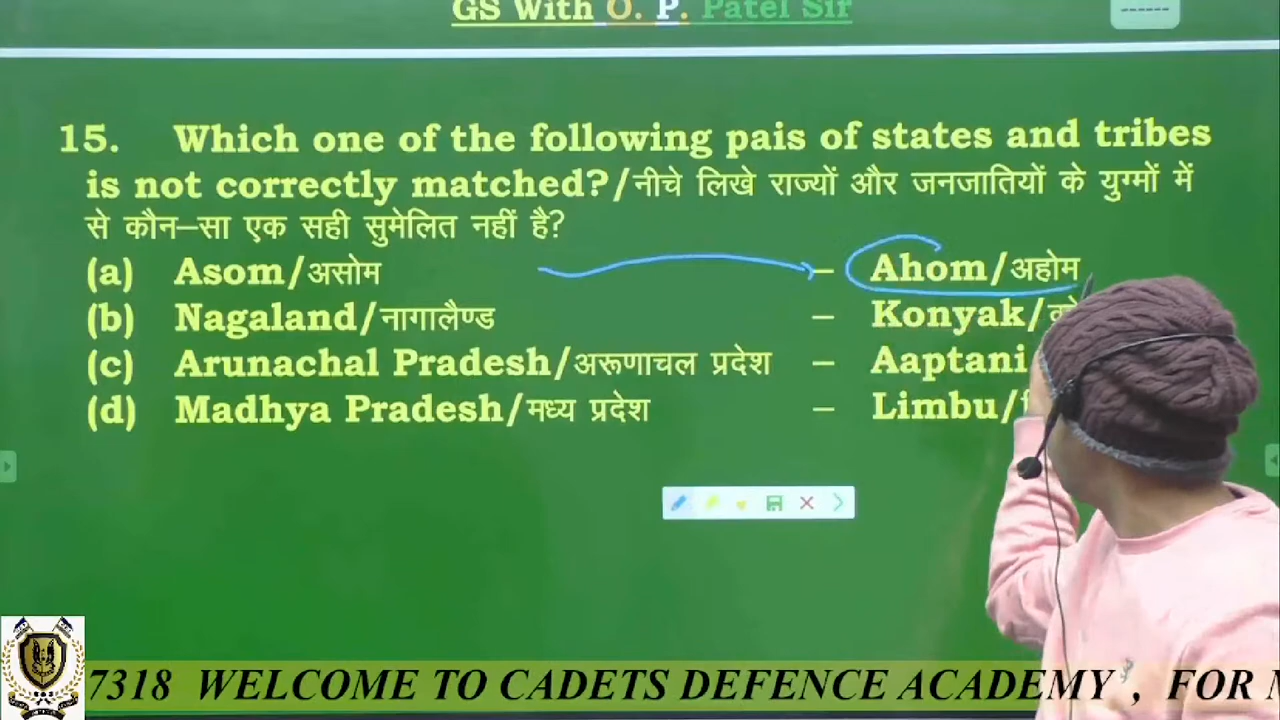 GS With O. P. Patel Sir
------
15. Which one of the following pais of states and tribes
is not correctly matched?/नीचे लिखे राज्यों और जनजातियों के युग्मों में
से कौन–सा एक सही सुमेलित नहीं है?
(a) Asom/असोम – Ahom/अहोम
(b) Nagaland/नागालैण्ड – Konyak/
(c) Arunachal Pradesh/अरूणाचल प्रदेश – Aaptani
(d) Madhya Pradesh/मध्य प्रदेश – Limbu/
7318 WELCOME TO CADETS DEFENCE ACADEMY , FOR